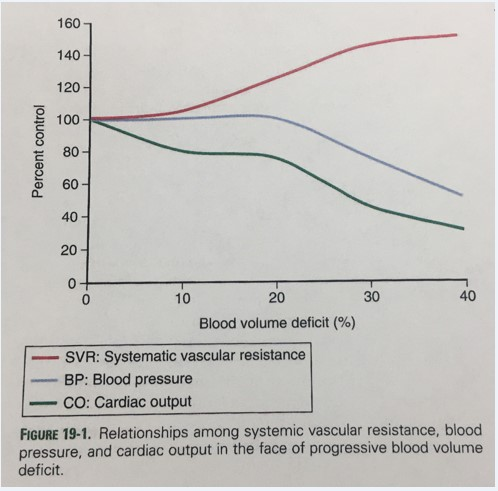 160
140
120
100
80
60
40
20
0
Percent control
0 10 20 30 40
Blood volume deficit (%)
SVR: Systematic vascular resistance
BP: Blood pressure
CO: Cardiac output
FIGURE 19-1. Relationships among systemic vascular resistance, blood
pressure, and cardiac output in the face of progressive blood volume
deficit.